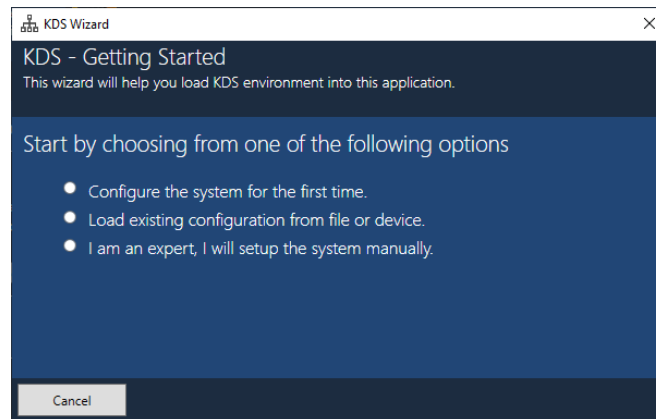 KDS Wizard
KDS - Getting Started
This wizard will help you load KDS environment into this application.
Start by choosing from one of the following options
Configure the system for the first time.
Load existing configuration from file or device.
I am an expert, I will setup the system manually.
Cancel